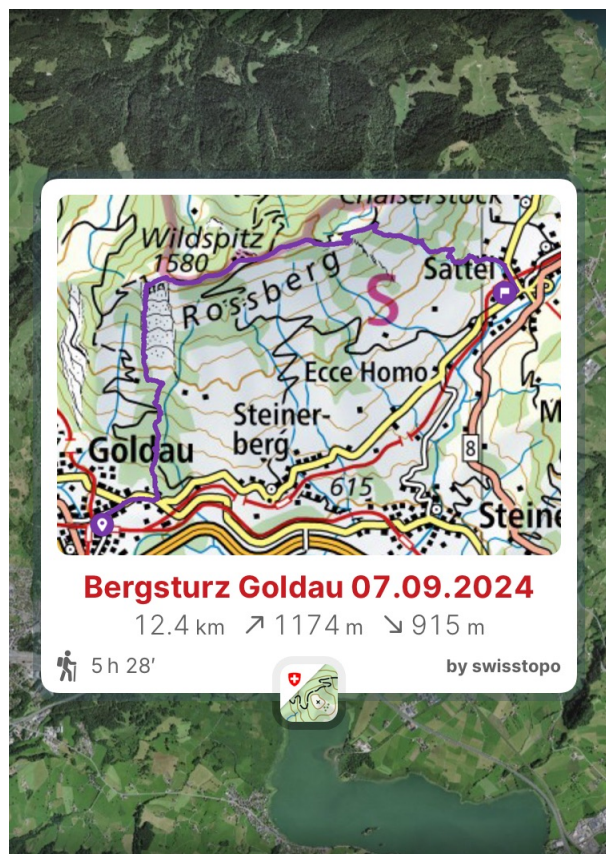 Chaiserstock
Wildspitz
1580
Rossberg
Sattel
S
Ecce Homo
Steiner-
berg
8
Goldau
615
M
Steine
Bergsturz Goldau 07.09.2024
12.4 km ↗ 1174 m ↘ 915 m
5 h 28’ by swisstopo